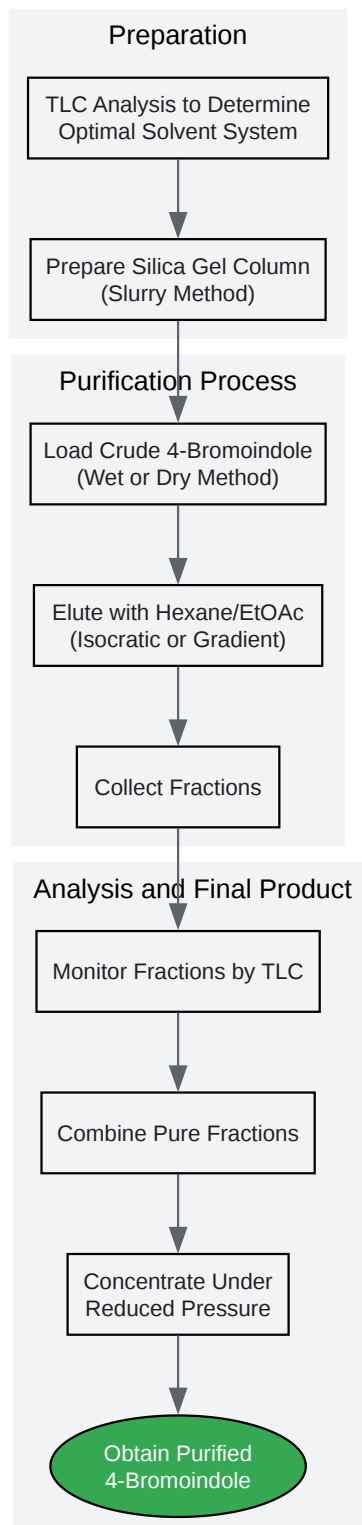 Preparation
TLC Analysis to Determine
Optimal Solvent System
Prepare Silica Gel Column
(Slurry Method)
Purification Process
Load Crude 4-Bromoindole
(Wet or Dry Method)
Elute with Hexane/EtOAc
(Isocratic or Gradient)
Collect Fractions
Analysis and Final Product
Monitor Fractions by TLC
Combine Pure Fractions
Concentrate Under
Reduced Pressure
Obtain Purified
4-Bromoindole